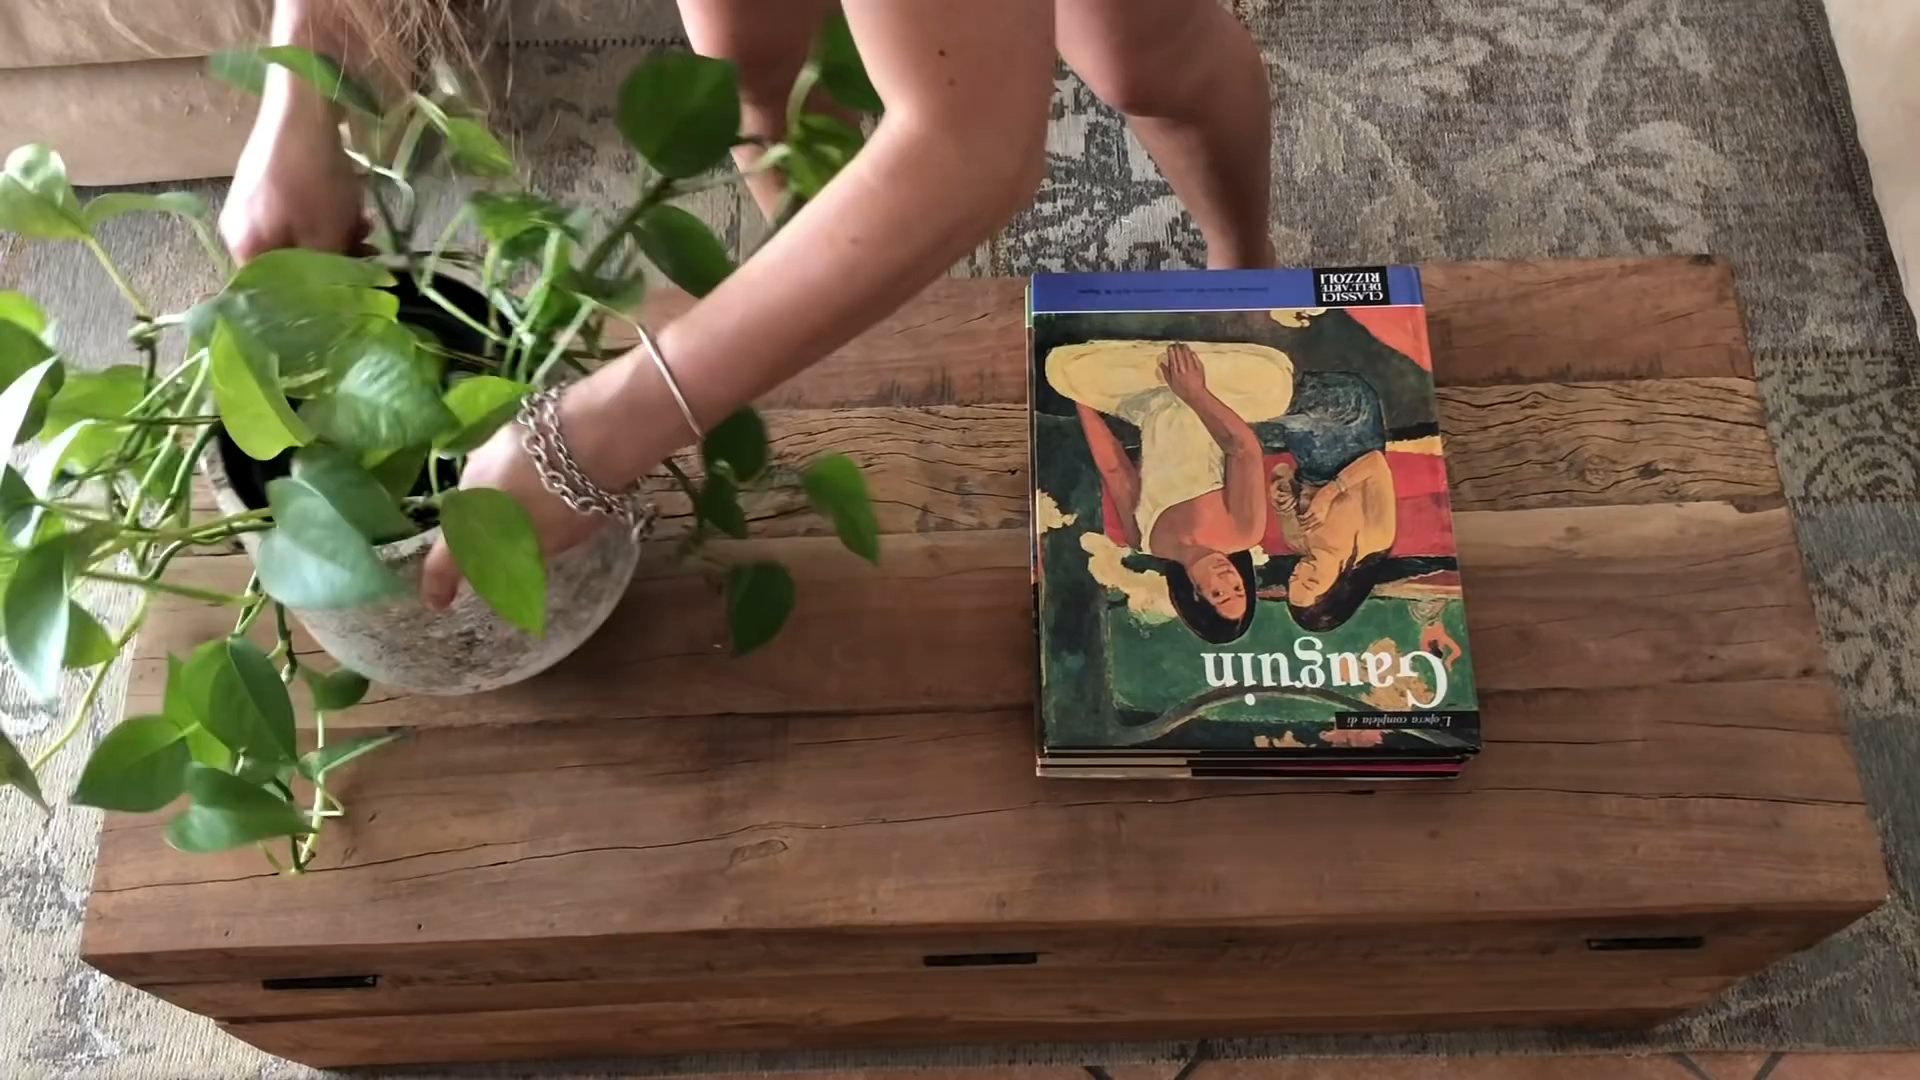 L'opera completa di
Gauguin
CLASSICI
DELL'ARTE
RIZZOLI